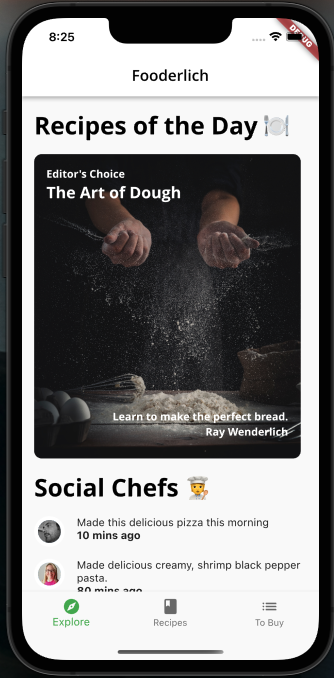 8:25
DEBUG
Fooderlich
Recipes of the Day 🍽️
Editor's Choice
The Art of Dough
Learn to make the perfect bread.
Ray Wenderlich
Social Chefs 👨‍🍳
Made this delicious pizza this morning
10 mins ago
Made delicious creamy, shrimp black pepper
pasta.
80 mins ago
Explore
Recipes
To Buy